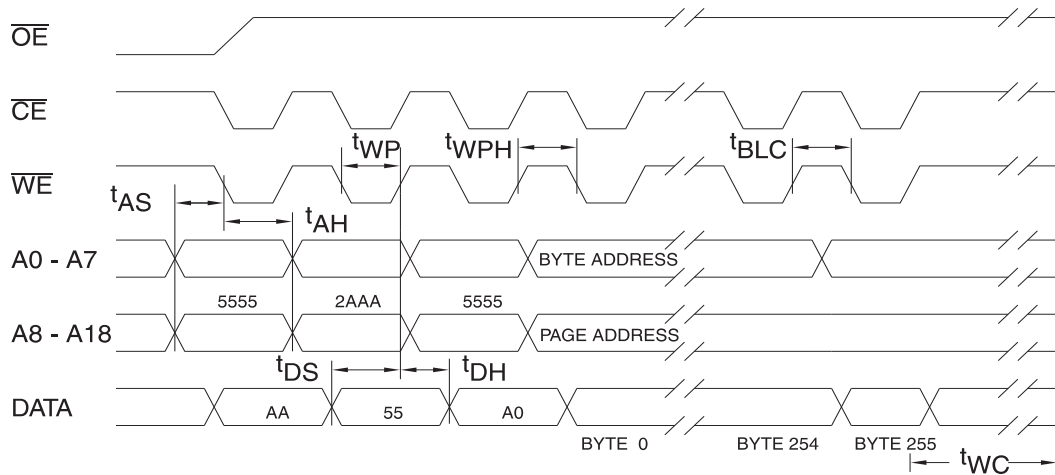 OE
CE
tWP tWPH tBLC
WE
tAS
tAH
A0 - A7 BYTE ADDRESS
5555 2AAA 5555
A8 - A18 PAGE ADDRESS
tDS tDH
DATA AA 55 A0
BYTE 0 BYTE 254 BYTE 255
tWC